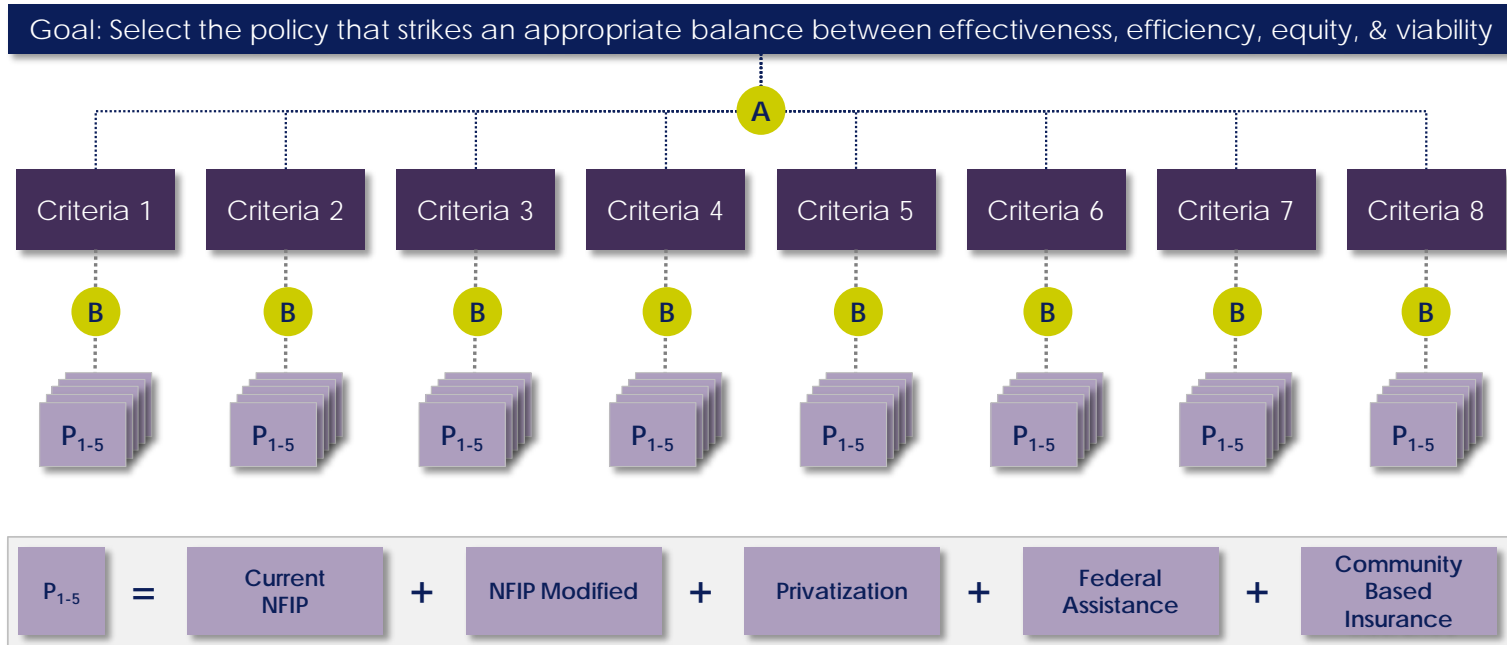 Goal: Select the policy that strikes an appropriate balance between effectiveness, efficiency, equity, & viability
A
Criteria 1
Criteria 2
Criteria 3
Criteria 4
Criteria 5
Criteria 6
Criteria 7
Criteria 8
B
B
B
B
B
B
B
B
P1-5
P1-5
P1-5
P1-5
P1-5
P1-5
P1-5
P1-5
P1-5
=
Current
NFIP
+
NFIP Modified
+
Privatization
+
Federal
Assistance
+
Community
Based
Insurance